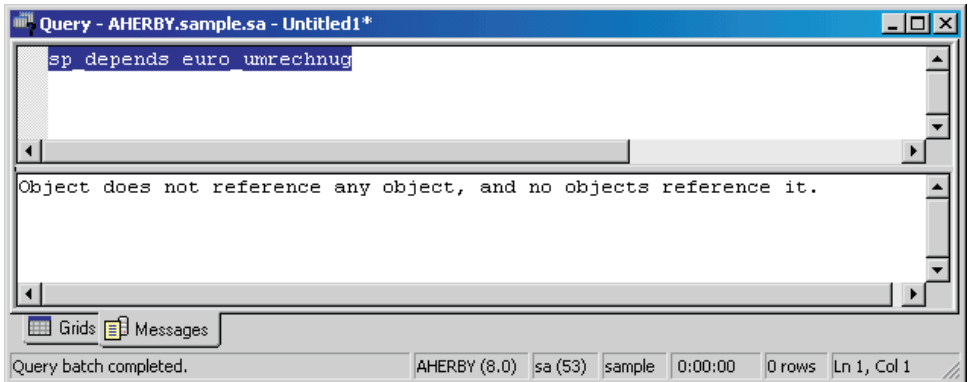 Query - AHERBY.sample.sa - Untitled1*
sp_depends euro_umrechnug
Object does not reference any object, and no objects reference it.
Grids Messages
Query batch completed. AHERBY (8.0) sa (53) sample 0:00:00 0 rows Ln 1, Col 1